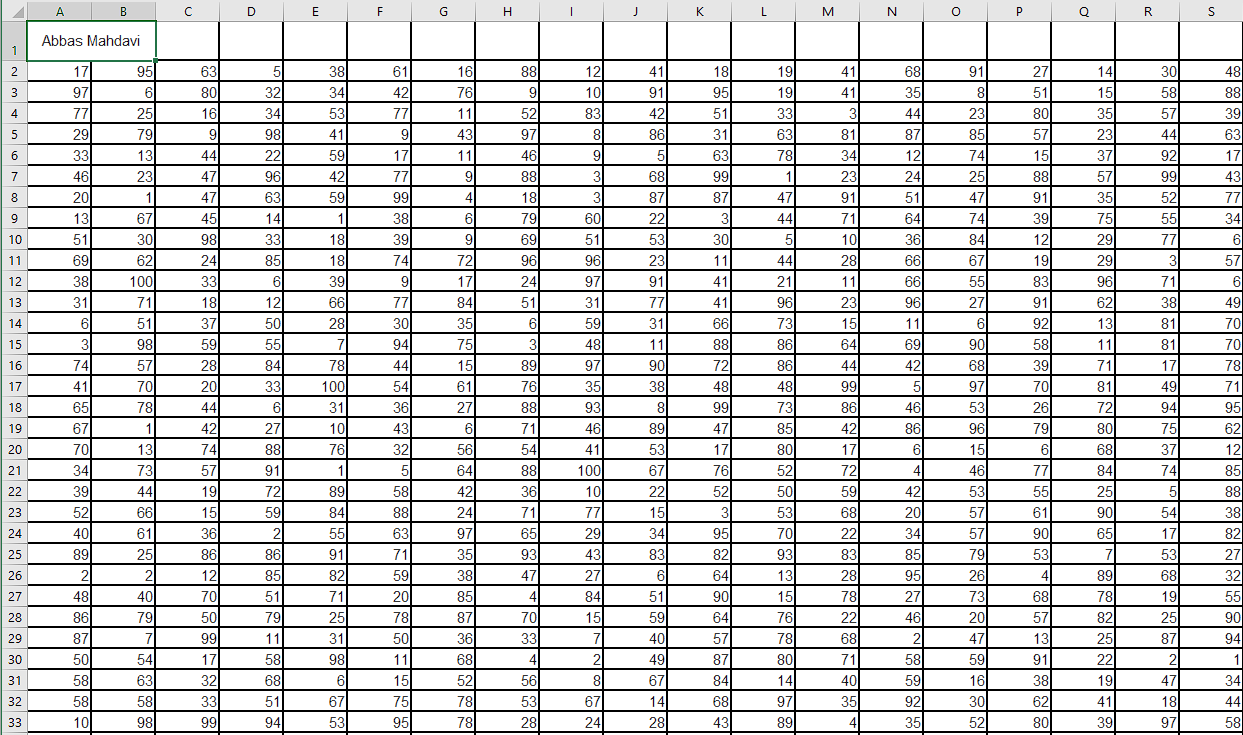 A B C D E F G H I J K L M N O P Q R S
1 Abbas Mahdavi
2 17 95 63 5 38 61 16 88 12 41 18 19 41 68 91 27 14 30 48
3 97 6 80 32 34 42 76 9 10 91 95 19 41 35 8 51 15 58 88
4 77 25 16 34 53 77 11 52 83 42 51 33 3 44 23 80 35 57 39
5 29 79 9 98 41 9 43 97 8 86 31 63 81 87 85 57 23 44 63
6 33 13 44 22 59 17 11 46 9 5 63 78 34 12 74 15 37 92 17
7 46 23 47 96 42 77 9 88 3 68 99 1 23 24 25 88 57 99 43
8 20 1 47 63 59 99 4 18 3 87 87 47 91 51 47 91 35 52 77
9 13 67 45 14 1 38 6 79 60 22 3 44 71 64 74 39 75 55 34
10 51 30 98 33 18 39 9 69 51 53 30 5 10 36 84 12 29 77 6
11 69 62 24 85 18 74 72 96 96 23 11 44 28 66 67 19 29 3 57
12 38 100 33 6 39 9 17 24 97 91 41 21 11 66 55 83 96 71 6
13 31 71 18 12 66 77 84 51 31 77 41 96 23 96 27 91 62 38 49
14 6 51 37 50 28 30 35 6 59 31 66 73 15 11 6 92 13 81 70
15 3 98 59 55 7 94 75 3 48 11 88 86 64 69 90 58 11 81 70
16 74 57 28 84 78 44 15 89 97 90 72 86 44 42 68 39 71 17 78
17 41 70 20 33 100 54 61 76 35 38 48 48 99 5 97 70 81 49 71
18 65 78 44 6 31 36 27 88 93 8 99 73 86 46 53 26 72 94 95
19 67 1 42 27 10 43 6 71 46 89 47 85 42 86 96 79 80 75 62
20 70 13 74 88 76 32 56 54 41 53 17 80 17 6 15 6 68 37 12
21 34 73 57 91 1 5 64 88 100 67 76 52 72 4 46 77 84 74 85
22 39 44 19 72 89 58 42 36 10 22 52 50 59 42 53 55 25 5 88
23 52 66 15 59 84 88 24 71 77 15 3 53 68 20 57 61 90 54 38
24 40 61 36 2 55 63 97 65 29 34 95 70 22 34 57 90 65 17 82
25 89 25 86 86 91 71 35 93 43 83 82 93 83 85 79 53 7 53 27
26 2 2 12 85 82 59 38 47 27 6 64 13 28 95 26 4 89 68 32
27 48 40 70 51 71 20 85 4 84 51 90 15 78 27 73 68 78 19 55
28 86 79 50 79 25 78 87 70 15 59 64 76 22 46 20 57 82 25 90
29 87 7 99 11 31 50 36 33 7 40 57 78 68 2 47 13 25 87 94
30 50 54 17 58 98 11 68 4 2 49 87 80 71 58 59 91 22 2 1
31 58 63 32 68 6 15 52 56 8 67 84 14 40 59 16 38 19 47 34
32 58 58 33 51 67 75 78 53 67 14 68 97 35 92 30 62 41 18 44
33 10 98 99 94 53 95 78 28 24 28 43 89 4 35 52 80 39 97 58